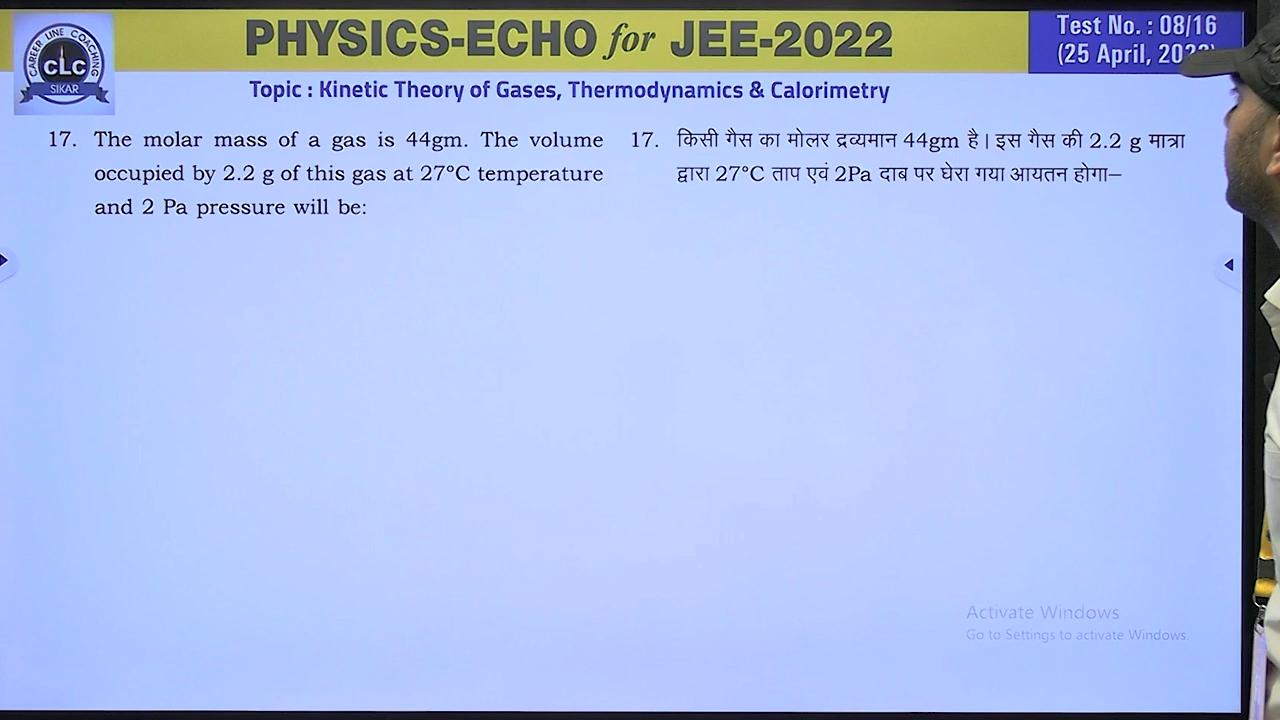 PHYSICS-ECHO for JEE-2022
Test No. : 08/16
(25 April, 2022)
CAREER LINE COACHING
CLC
SIKAR
Topic : Kinetic Theory of Gases, Thermodynamics & Calorimetry
17. The molar mass of a gas is 44gm. The volume
occupied by 2.2 g of this gas at 27°C temperature
and 2 Pa pressure will be:
17. किसी गैस का मोलर द्रव्यमान 44gm है। इस गैस की 2.2 g मात्रा
द्वारा 27°C ताप एवं 2Pa दाब पर घेरा गया आयतन होगा–
Activate Windows
Go to Settings to activate Windows.